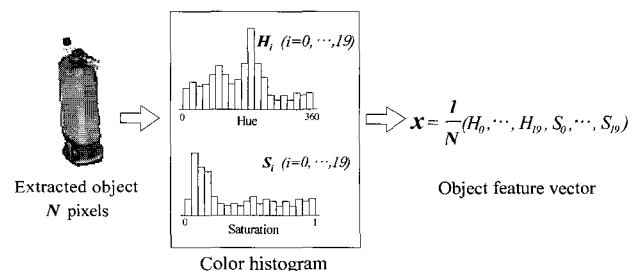 Extracted object
N pixels
H_i (i=0, ⋯,19)
0 360
Hue
S_i (i=0, ⋯,19)
0 1
Saturation
Color histogram
x = 1/N (H_0, ⋯, H_19, S_0, ⋯, S_19)
Object feature vector